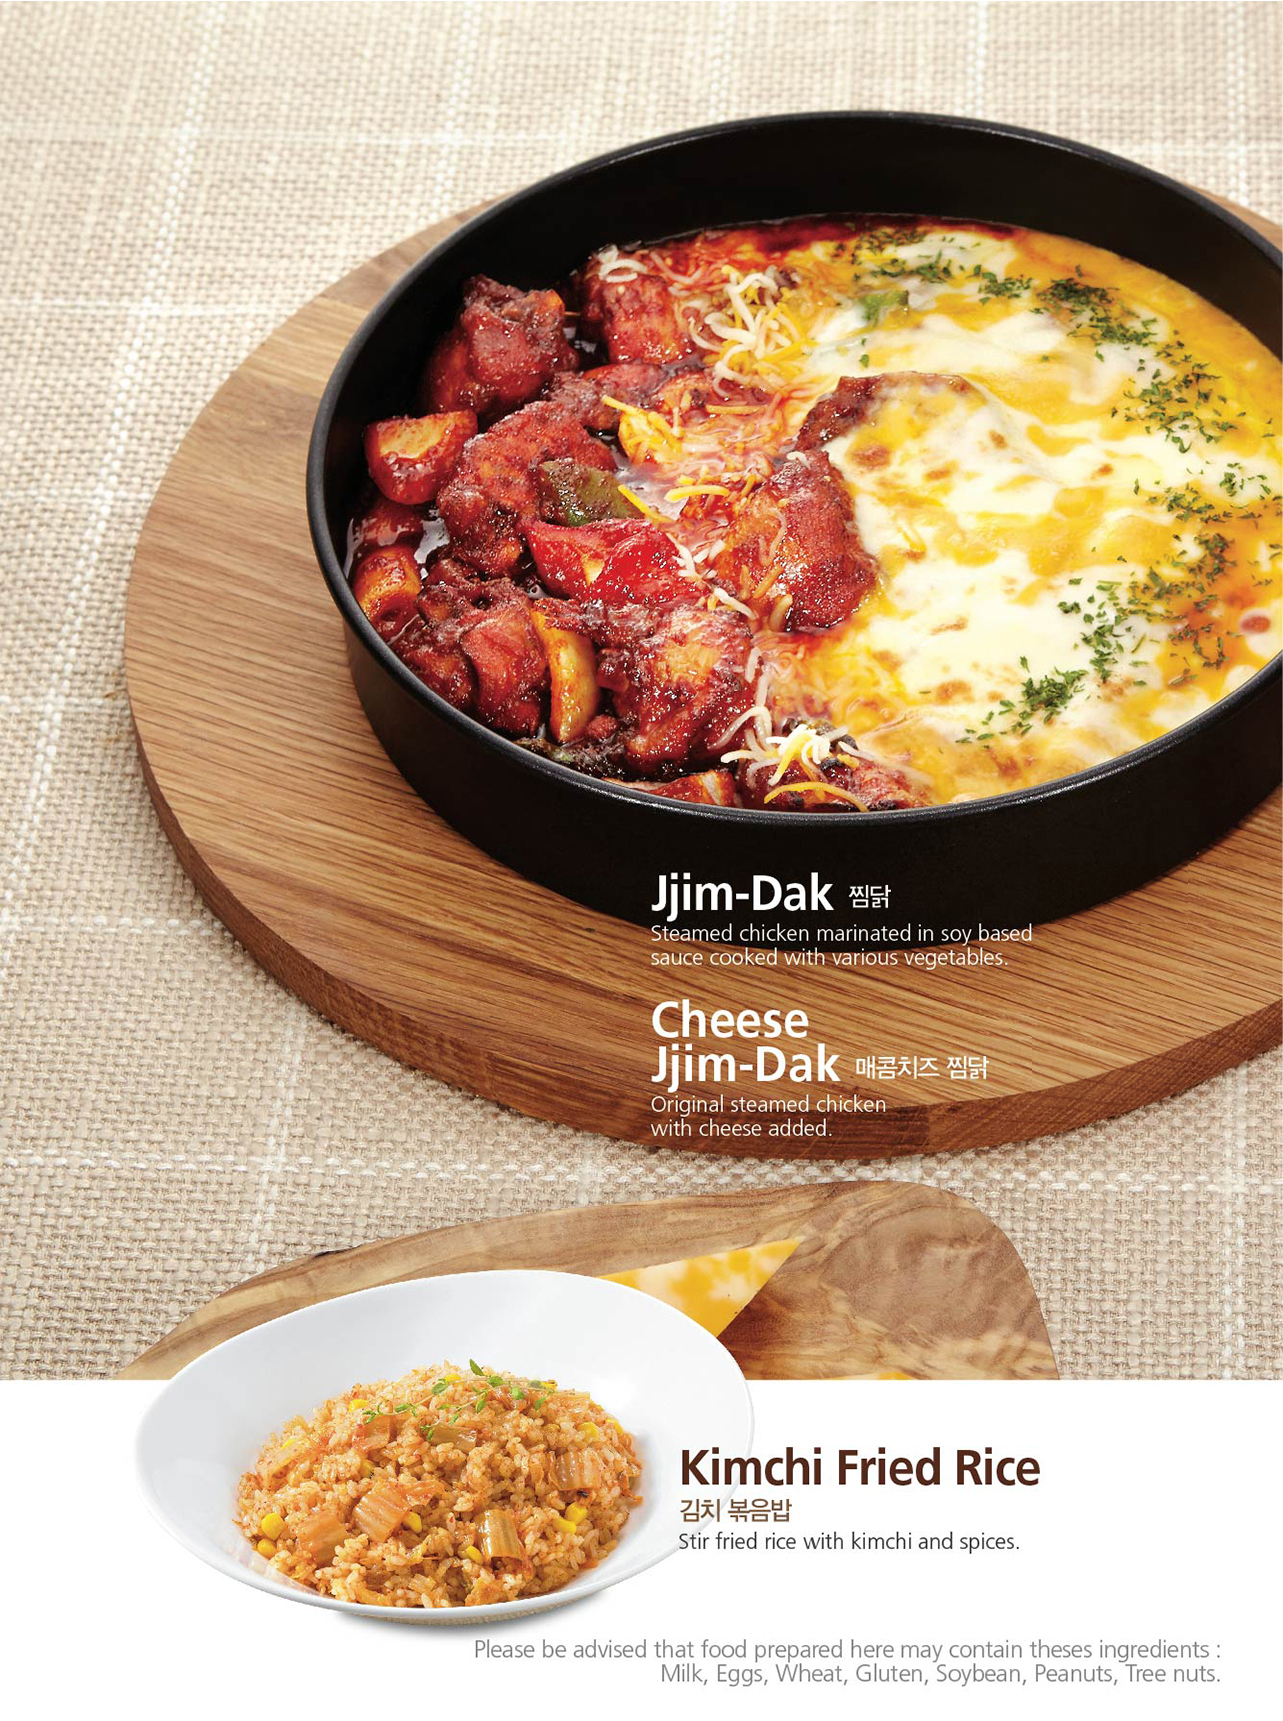 Jjim-Dak 찜닭
Steamed chicken marinated in soy based
sauce cooked with various vegetables.
Cheese
Jjim-Dak 매콤치즈 찜닭
Original steamed chicken
with cheese added.
Kimchi Fried Rice
김치 볶음밥
Stir fried rice with kimchi and spices.
Please be advised that food prepared here may contain theses ingredients :
Milk, Eggs, Wheat, Gluten, Soybean, Peanuts, Tree nuts.